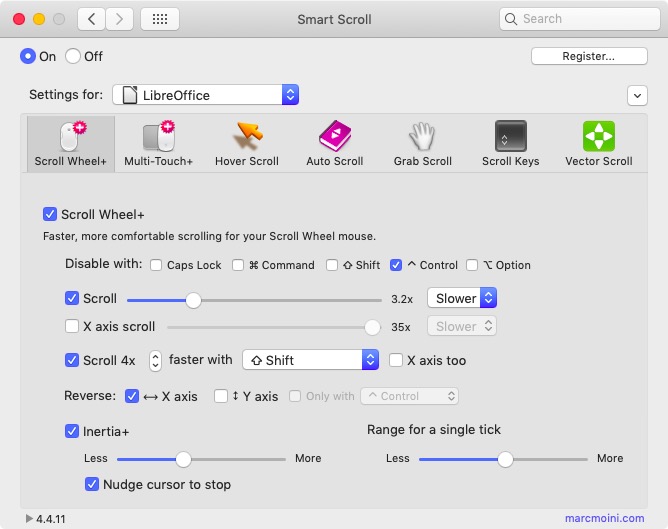 Smart Scroll
Search
On Off
Register...
Settings for: LibreOffice
Scroll Wheel+ Multi-Touch+ Hover Scroll Auto Scroll Grab Scroll Scroll Keys Vector Scroll
Scroll Wheel+
Faster, more comfortable scrolling for your Scroll Wheel mouse.
Disable with: Caps Lock ⌘ Command ⇧ Shift ^ Control ⌥ Option
Scroll 3.2x Slower
X axis scroll 35x Slower
Scroll 4x faster with ⇧ Shift X axis too
Reverse: ↔ X axis ↕ Y axis Only with ^ Control
Inertia+ Range for a single tick
Less More Less More
Nudge cursor to stop
4.4.11 marcmoini.com